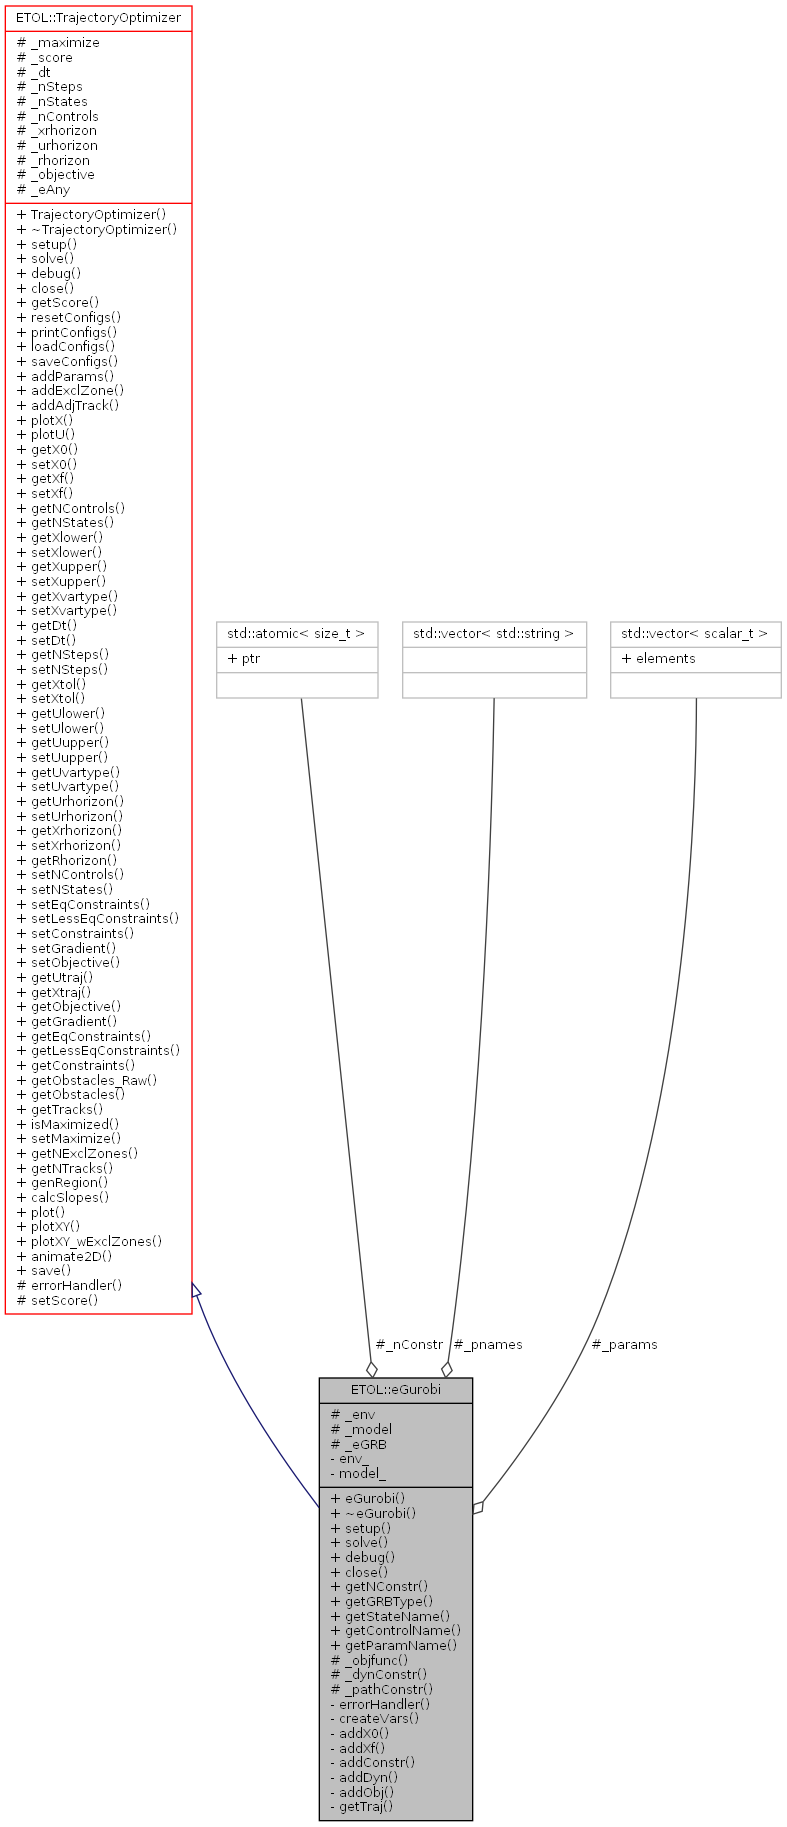 ETOL::TrajectoryOptimizer
# _maximize
# _score
# _dt
# _nSteps
# _nStates
# _nControls
# _xrhorizon
# _urhorizon
# _rhorizon
# _objective
# _eAny
+ TrajectoryOptimizer()
+ ~TrajectoryOptimizer()
+ setup()
+ solve()
+ debug()
+ close()
+ getScore()
+ resetConfigs()
+ printConfigs()
+ loadConfigs()
+ saveConfigs()
+ addParams()
+ addExclZone()
+ addAdjTrack()
+ plotX()
+ plotU()
+ getX0()
+ setX0()
+ getXf()
+ setXf()
+ getNControls()
+ getNStates()
+ getXlower()
+ setXlower()
+ getXupper()
+ setXupper()
+ getXvartype()
+ setXvartype()
+ getDt()
+ setDt()
+ getNSteps()
+ setNSteps()
+ getXtol()
+ setXtol()
+ getUlower()
+ setUlower()
+ getUupper()
+ setUupper()
+ getUvartype()
+ setUvartype()
+ getUrhorizon()
+ setUrhorizon()
+ getXrhorizon()
+ setXrhorizon()
+ getRhorizon()
+ setNControls()
+ setNStates()
+ setEqConstraints()
+ setLessEqConstraints()
+ setConstraints()
+ setGradient()
+ setObjective()
+ getUtraj()
+ getXtraj()
+ getObjective()
+ getGradient()
+ getEqConstraints()
+ getLessEqConstraints()
+ getConstraints()
+ getObstacles_Raw()
+ getObstacles()
+ getTracks()
+ isMaximized()
+ setMaximize()
+ getNExclZones()
+ getNTracks()
+ genRegion()
+ calcSlopes()
+ plot()
+ plotXY()
+ plotXY_wExclZones()
+ animate2D()
+ save()
# errorHandler()
# setScore()
std::atomic< size_t >
+ ptr
std::vector< std::string >
std::vector< scalar_t >
+ elements
#_nConstr
#_pnames
#_params
ETOL::eGurobi
# _env
# _model
# _eGRB
- env_
- model_
+ eGurobi()
+ ~eGurobi()
+ setup()
+ solve()
+ debug()
+ close()
+ getNConstr()
+ getGRBType()
+ getStateName()
+ getControlName()
+ getParamName()
# _objfunc()
# _dynConstr()
# _pathConstr()
- errorHandler()
- createVars()
- addX0()
- addXf()
- addConstr()
- addDyn()
- addObj()
- getTraj()